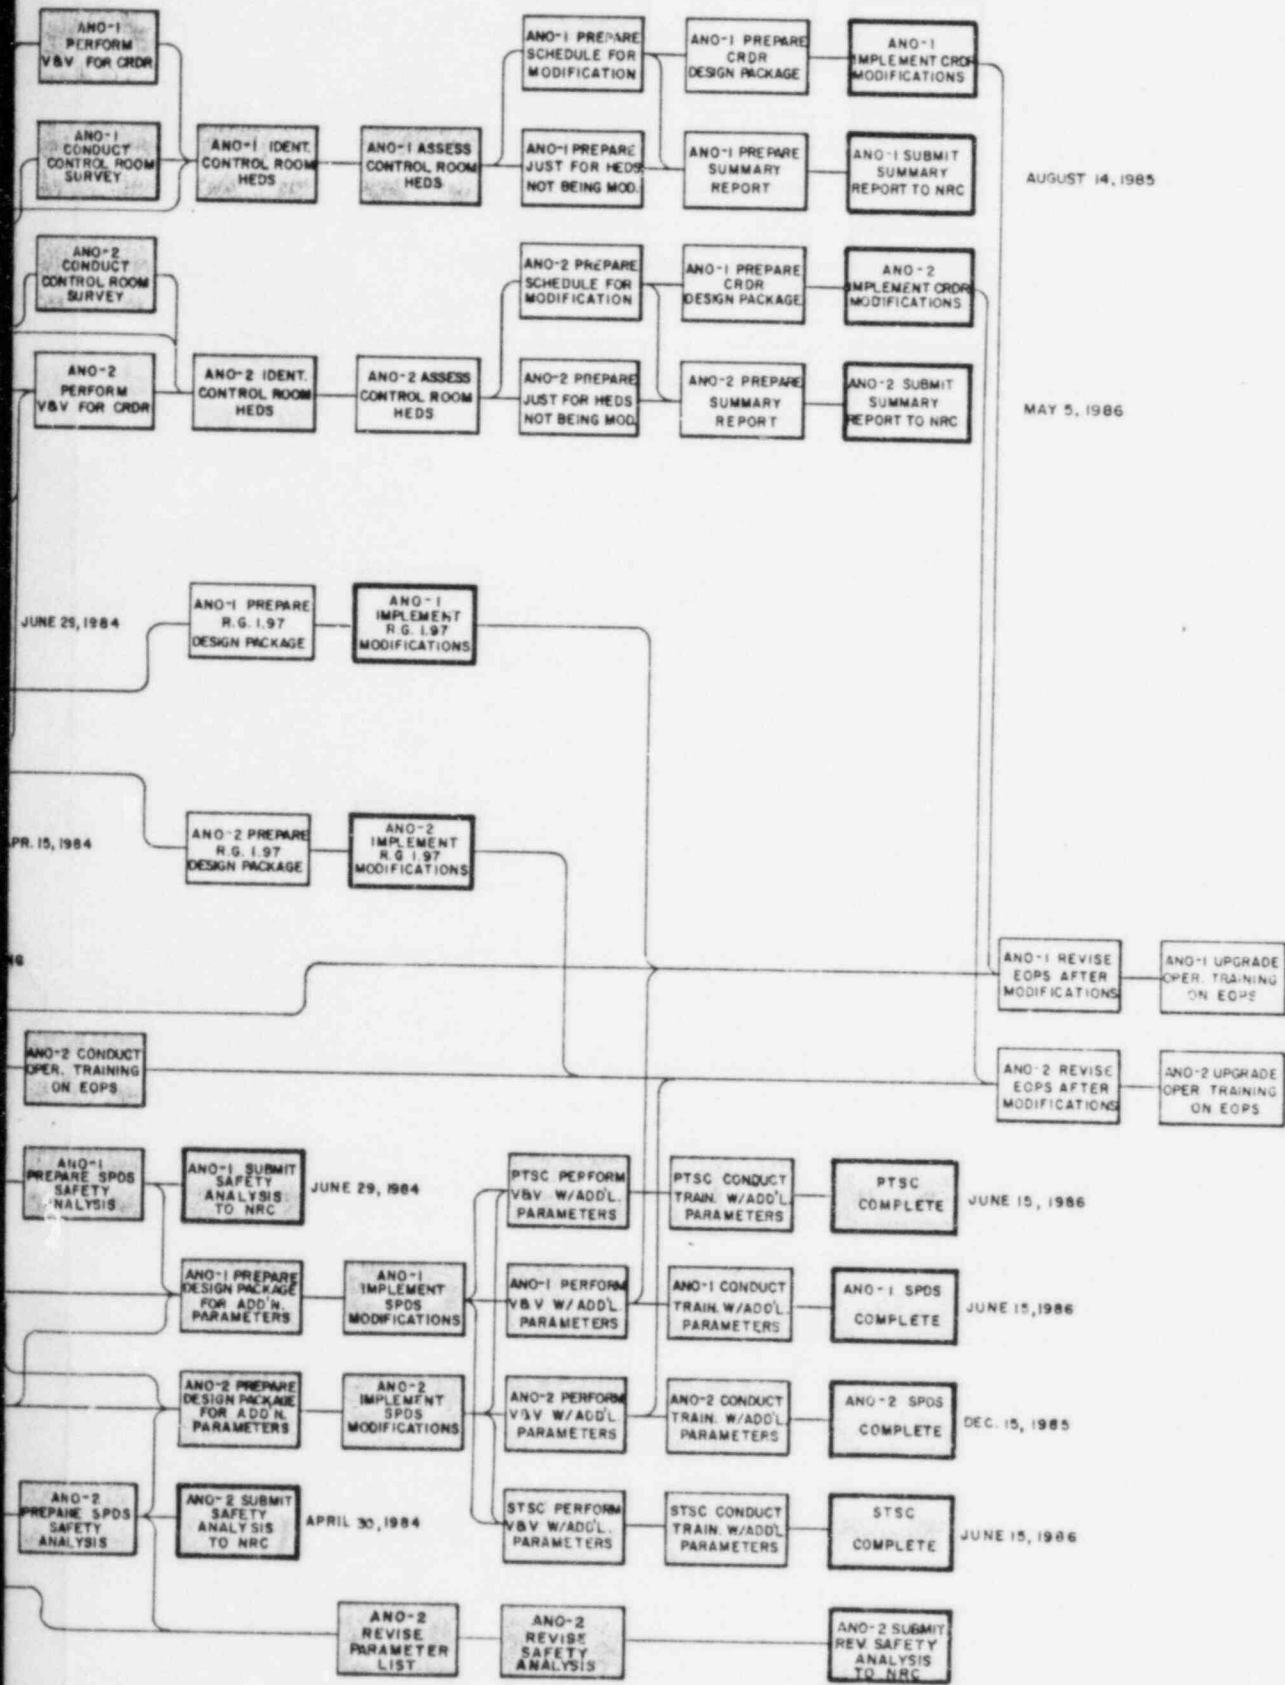 ANO-1
PERFORM
V&V FOR CRDR
ANO-1 PREPARE
SCHEDULE FOR
MODIFICATION
ANO-1 PREPARE
CRDR
DESIGN PACKAGE
ANO-1
IMPLEMENT CRDR
MODIFICATIONS
ANO-1
CONDUCT
CONTROL ROOM
SURVEY
ANO-1 IDENT.
CONTROL ROOM
HEDS
ANO-1 ASSESS
CONTROL ROOM
HEDS
ANO-1 PREPARE
JUST FOR HEDS
NOT BEING MOD.
ANO-1 PREPARE
SUMMARY
REPORT
ANO-1 SUBMIT
SUMMARY
REPORT TO NRC
AUGUST 14, 1985
ANO-2
CONDUCT
CONTROL ROOM
SURVEY
ANO-2 PREPARE
SCHEDULE FOR
MODIFICATION
ANO-1 PREPARE
CRDR
DESIGN PACKAGE
ANO-2
IMPLEMENT CRDR
MODIFICATIONS
ANO-2
PERFORM
V&V FOR CRDR
ANO-2 IDENT.
CONTROL ROOM
HEDS
ANO-2 ASSESS
CONTROL ROOM
HEDS
ANO-2 PREPARE
JUST FOR HEDS
NOT BEING MOD.
ANO-2 PREPARE
SUMMARY
REPORT
ANO-2 SUBMIT
SUMMARY
REPORT TO NRC
MAY 5, 1986
JUNE 29, 1984
ANO-1 PREPARE
R.G. 1.97
DESIGN PACKAGE
ANO-1
IMPLEMENT
R.G. 1.97
MODIFICATIONS
PR. 15, 1984
ANO-2 PREPARE
R.G. 1.97
DESIGN PACKAGE
ANO-2
IMPLEMENT
R.G 1.97
MODIFICATIONS
NG
ANO-1 REVISE
EOPS AFTER
MODIFICATIONS
ANO-1 UPGRADE
OPER. TRAINING
ON EOPS
ANO-2 CONDUCT
OPER. TRAINING
ON EOPS
ANO-2 REVISE
EOPS AFTER
MODIFICATIONS
ANO-2 UPGRADE
OPER TRAINING
ON EOPS
ANO-1
PREPARE SPDS
SAFETY
ANALYSIS
ANO-1 SUBMIT
SAFETY
ANALYSIS
TO NRC
JUNE 29, 1984
PTSC PERFORM
V&V W/ADD'L.
PARAMETERS
PTSC CONDUCT
TRAIN. W/ADD'L.
PARAMETERS
PTSC
COMPLETE
JUNE 15, 1986
ANO-1 PREPARE
DESIGN PACKAGE
FOR ADD'N.
PARAMETERS
ANO-1
IMPLEMENT
SPDS
MODIFICATIONS
ANO-1 PERFORM
V&V W/ADD'L.
PARAMETERS
ANO-1 CONDUCT
TRAIN. W/ADD'L.
PARAMETERS
ANO-1 SPDS
COMPLETE
JUNE 15, 1986
ANO-2 PREPARE
DESIGN PACKAGE
FOR ADD'N.
PARAMETERS
ANO-2
IMPLEMENT
SPDS
MODIFICATIONS
ANO-2 PERFORM
V&V W/ADD'L
PARAMETERS
ANO-2 CONDUCT
TRAIN. W/ADD'L.
PARAMETERS
ANO-2 SPDS
COMPLETE
DEC. 15, 1985
ANO-2
PREPARE SPDS
SAFETY
ANALYSIS
ANO-2 SUBMIT
SAFETY
ANALYSIS
TO NRC
APRIL 30, 1984
STSC PERFORM
V&V W/ADD'L.
PARAMETERS
STSC CONDUCT
TRAIN. W/ADD'L
PARAMETERS
STSC
COMPLETE
JUNE 15, 1986
ANO-2
REVISE
PARAMETER
LIST
ANO-2
REVISE
SAFETY
ANALYSIS
ANO-2 SUBMIT
REV. SAFETY
ANALYSIS
TO NRC